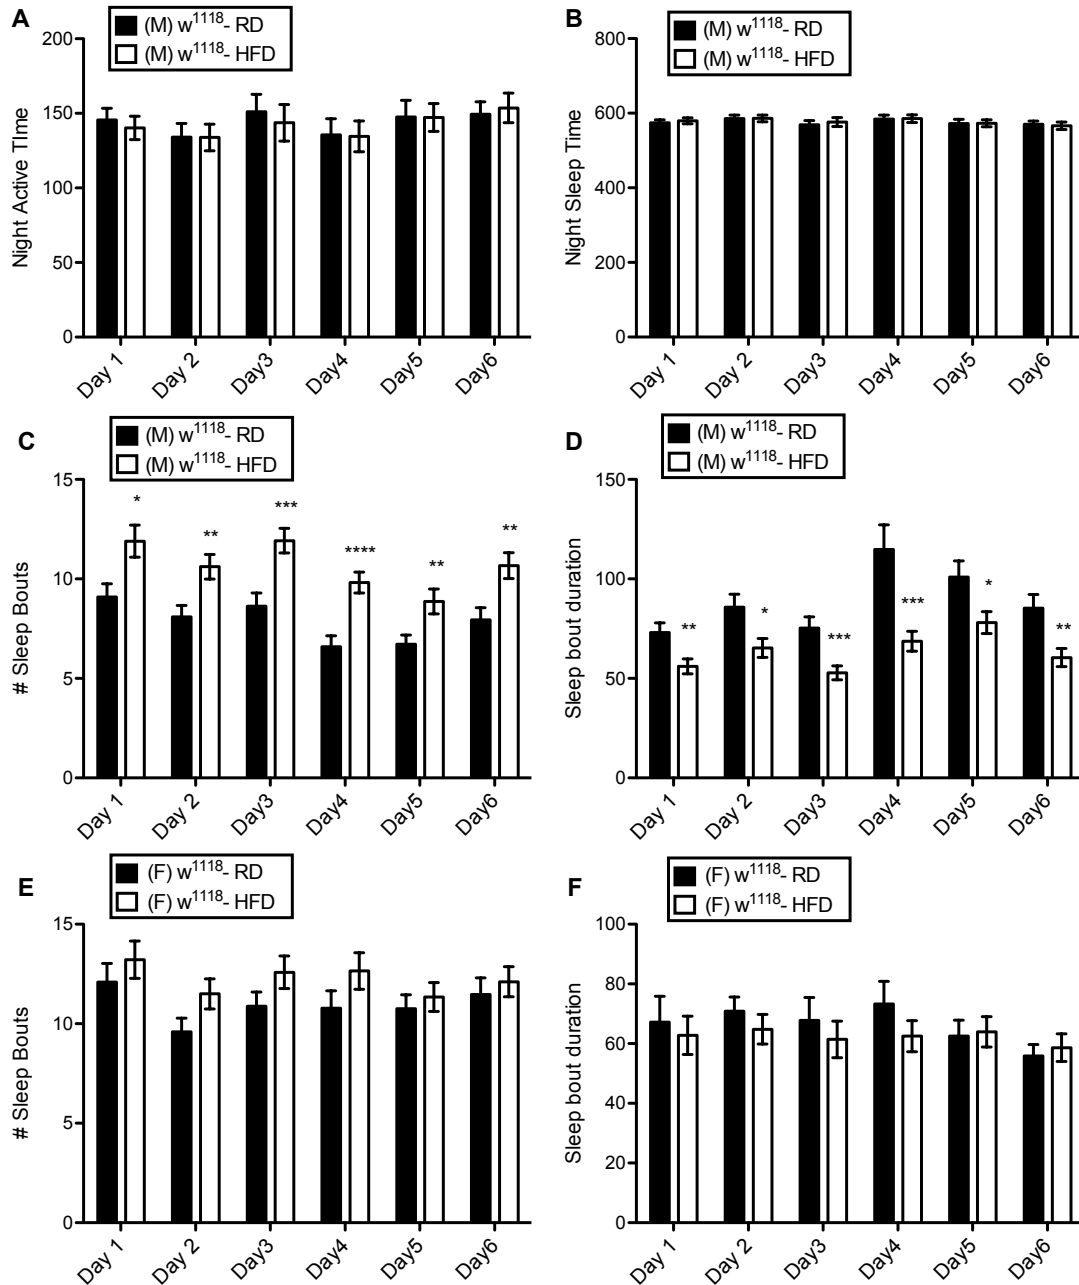 A
(M) w1118- RD
(M) w1118- HFD
200
150
100
50
0
Night Active TIme
Day 1 Day 2 Day3 Day4 Day5 Day6
B
(M) w1118- RD
(M) w1118- HFD
800
600
400
200
0
Night Sleep Time
Day 1 Day 2 Day3 Day4 Day5 Day6
C
(M) w1118- RD
(M) w1118- HFD
15
10
5
0
# Sleep Bouts
* ** *** **** ** **
Day 1 Day 2 Day3 Day4 Day5 Day6
D
(M) w1118- RD
(M) w1118- HFD
150
100
50
0
Sleep bout duration
** * *** *** * **
Day 1 Day 2 Day3 Day4 Day5 Day6
E
(F) w1118- RD
(F) w1118- HFD
15
10
5
0
# Sleep Bouts
Day 1 Day 2 Day3 Day4 Day5 Day6
F
(F) w1118- RD
(F) w1118- HFD
100
80
60
40
20
0
Sleep bout duration
Day 1 Day 2 Day3 Day4 Day5 Day6